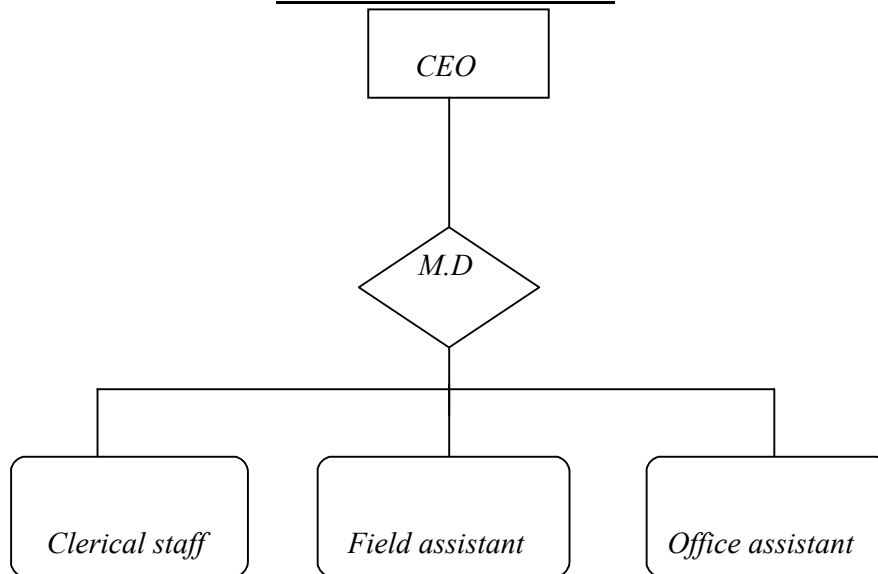 CEO
M.D
Clerical staff
Field assistant
Office assistant